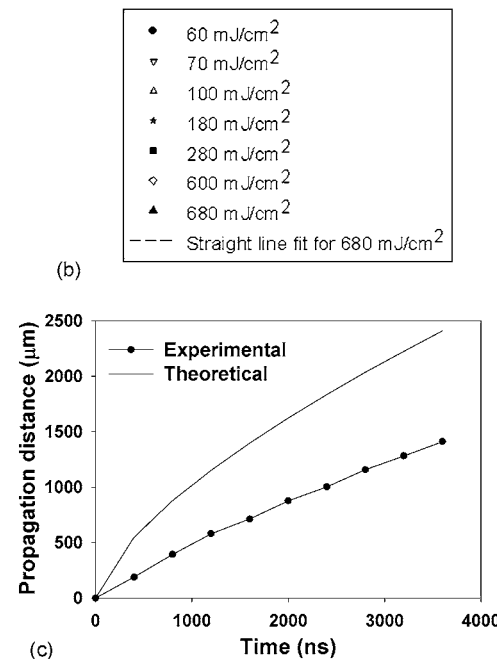 60 mJ/cm²
70 mJ/cm²
100 mJ/cm²
180 mJ/cm²
280 mJ/cm²
600 mJ/cm²
680 mJ/cm²
Straight line fit for 680 mJ/cm²
(b)
Propagation distance (μm)
2500
2000
1500
1000
500
0
Experimental
Theoretical
0 1000 2000 3000 4000
Time (ns)
(c)